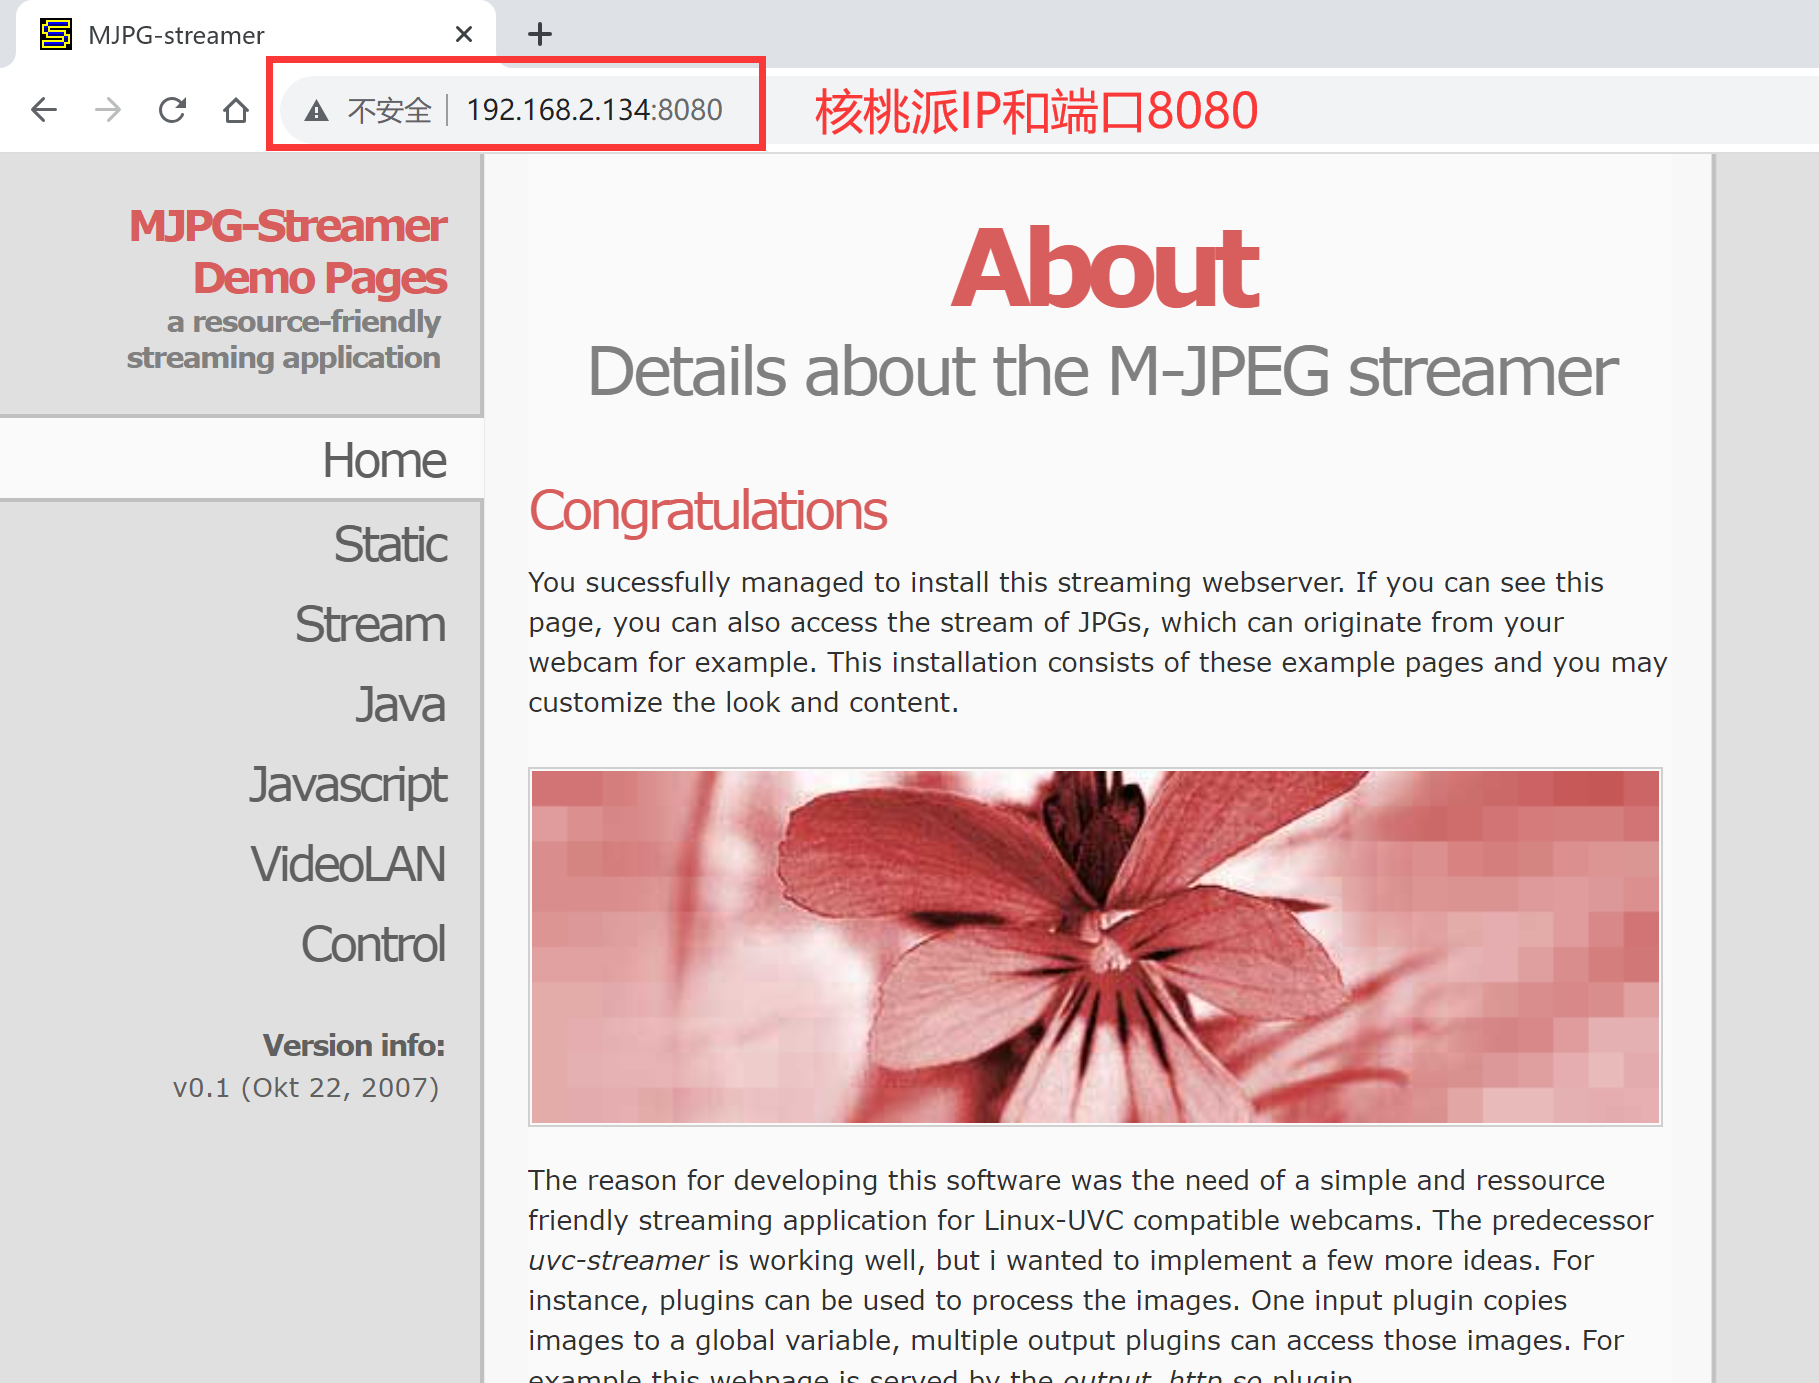 MJPG-streamer
不安全 192.168.2.134:8080
核桃派IP和端口8080
MJPG-Streamer
Demo Pages
a resource-friendly
streaming application
Home
Static
Stream
Java
Javascript
VideoLAN
Control
Version info:
v0.1 (Okt 22, 2007)
About
Details about the M-JPEG streamer
Congratulations
You sucessfully managed to install this streaming webserver. If you can see this
page, you can also access the stream of JPGs, which can originate from your
webcam for example. This installation consists of these example pages and you may
customize the look and content.
The reason for developing this software was the need of a simple and ressource
friendly streaming application for Linux-UVC compatible webcams. The predecessor
uvc-streamer is working well, but i wanted to implement a few more ideas. For
instance, plugins can be used to process the images. One input plugin copies
images to a global variable, multiple output plugins can access those images. For
example this webpage is served by the output_http.so plugin.